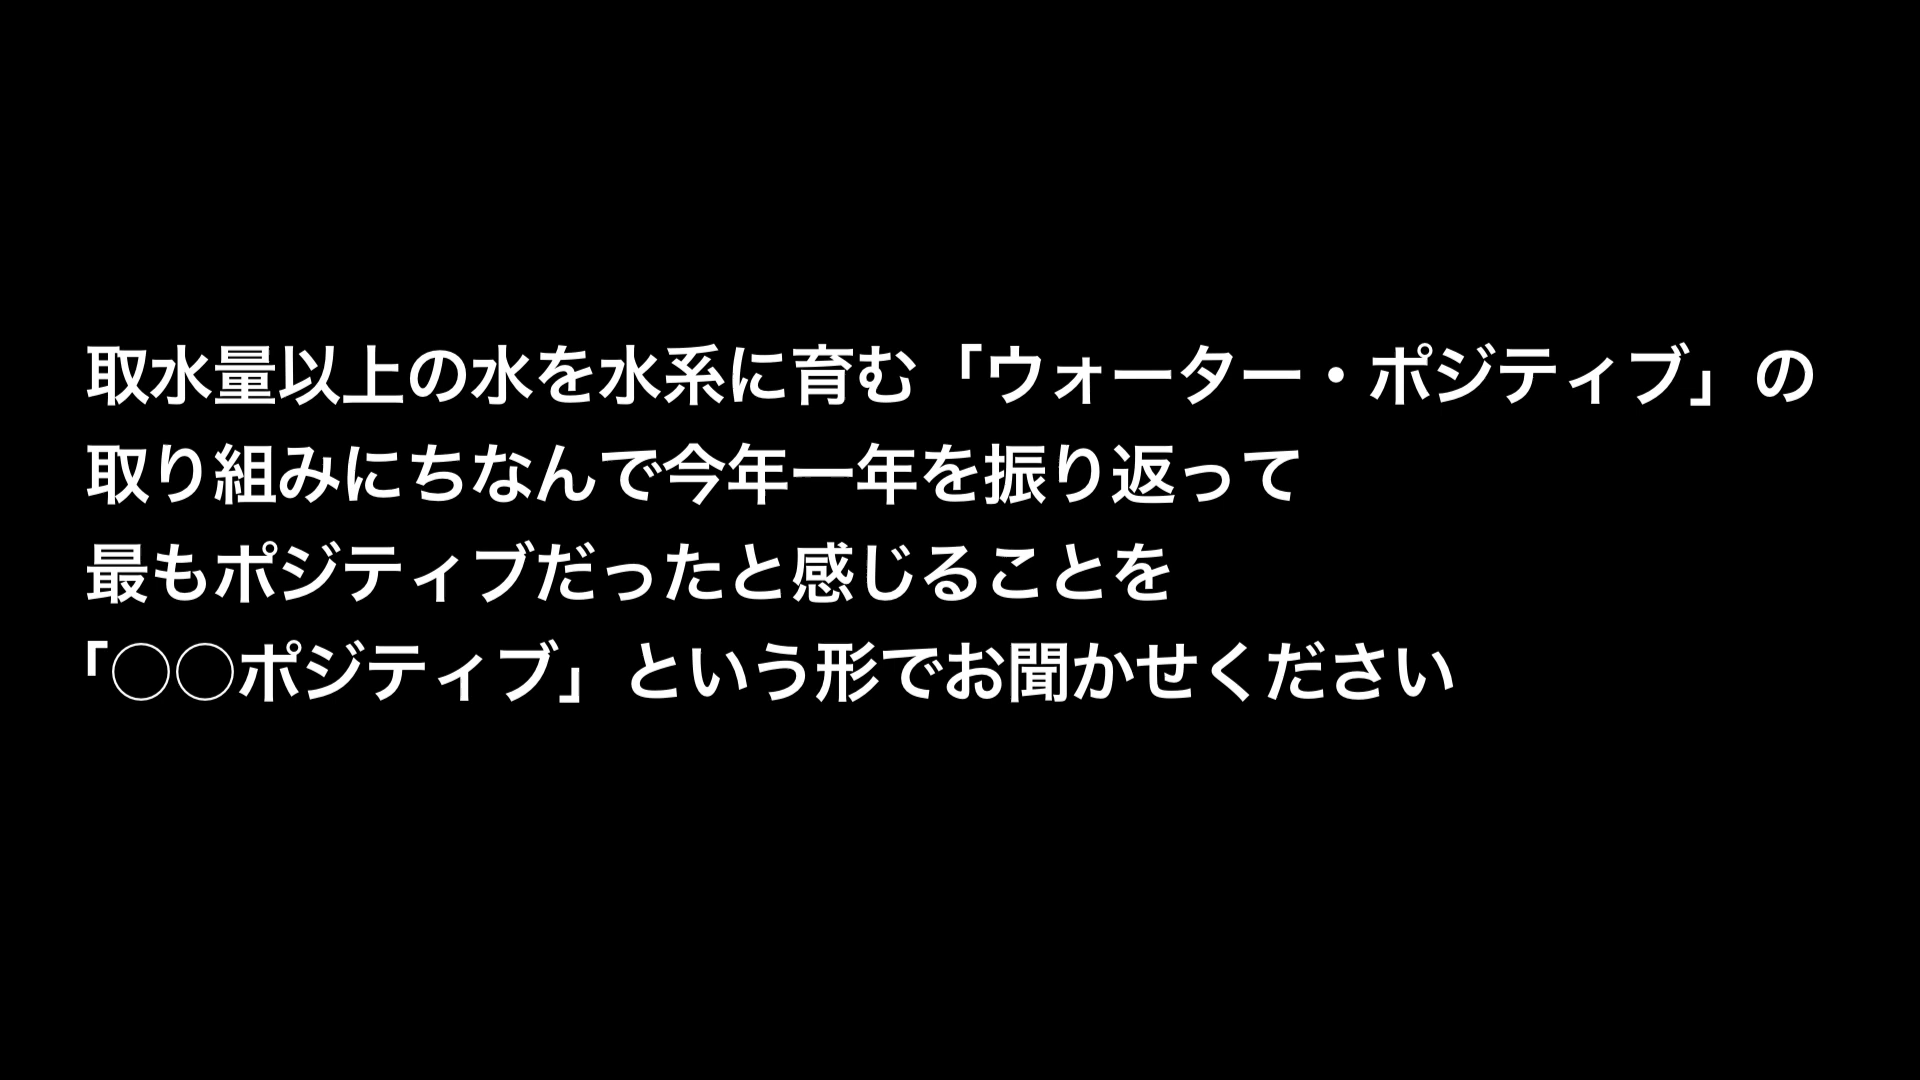 取水量以上の水を水系に育む「ウォーター・ポジティブ」の
取り組みにちなんで今年一年を振り返って
最もポジティブだったと感じることを
「◯◯ポジティブ」という形でお聞かせください